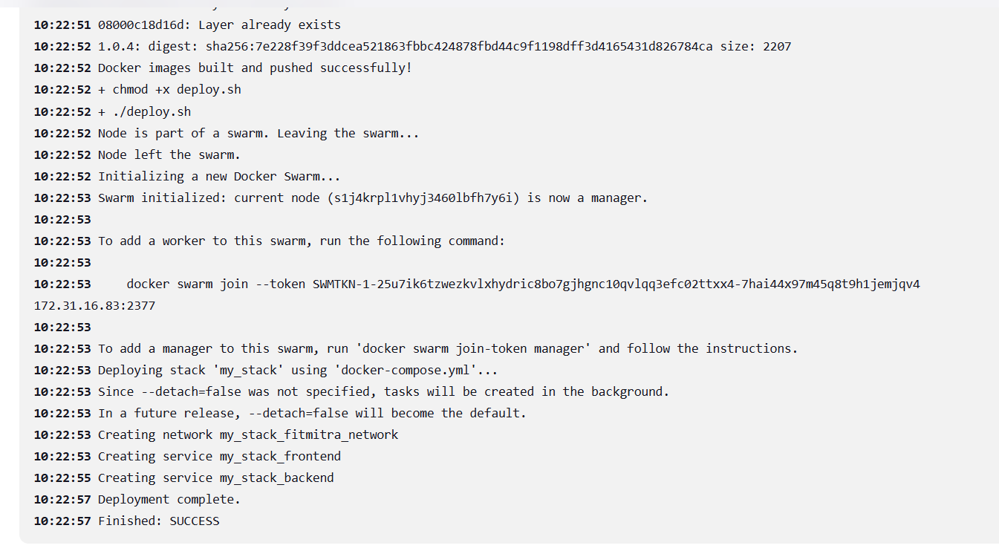 10:22:51 08000c18d16d: Layer already exists
10:22:52 1.0.4: digest: sha256:7e228f39f3ddcea521863fbbc424878fbd44c9f1198dff3d4165431d826784ca size: 2207
10:22:52 Docker images built and pushed successfully!
10:22:52 + chmod +x deploy.sh
10:22:52 + ./deploy.sh
10:22:52 Node is part of a swarm. Leaving the swarm...
10:22:52 Node left the swarm.
10:22:52 Initializing a new Docker Swarm...
10:22:53 Swarm initialized: current node (s1j4krpl1vhyj3460lbfh7y6i) is now a manager.
10:22:53
10:22:53 To add a worker to this swarm, run the following command:
10:22:53
10:22:53     docker swarm join --token SWMTKN-1-25u7ik6tzwezkvlxhydric8bo7gjhgnc10qvlqq3efc02ttxx4-7hai44x97m45q8t9h1jemjqv4
172.31.16.83:2377
10:22:53
10:22:53 To add a manager to this swarm, run 'docker swarm join-token manager' and follow the instructions.
10:22:53 Deploying stack 'my_stack' using 'docker-compose.yml'...
10:22:53 Since --detach=false was not specified, tasks will be created in the background.
10:22:53 In a future release, --detach=false will become the default.
10:22:53 Creating network my_stack_fitmitra_network
10:22:53 Creating service my_stack_frontend
10:22:55 Creating service my_stack_backend
10:22:57 Deployment complete.
10:22:57 Finished: SUCCESS